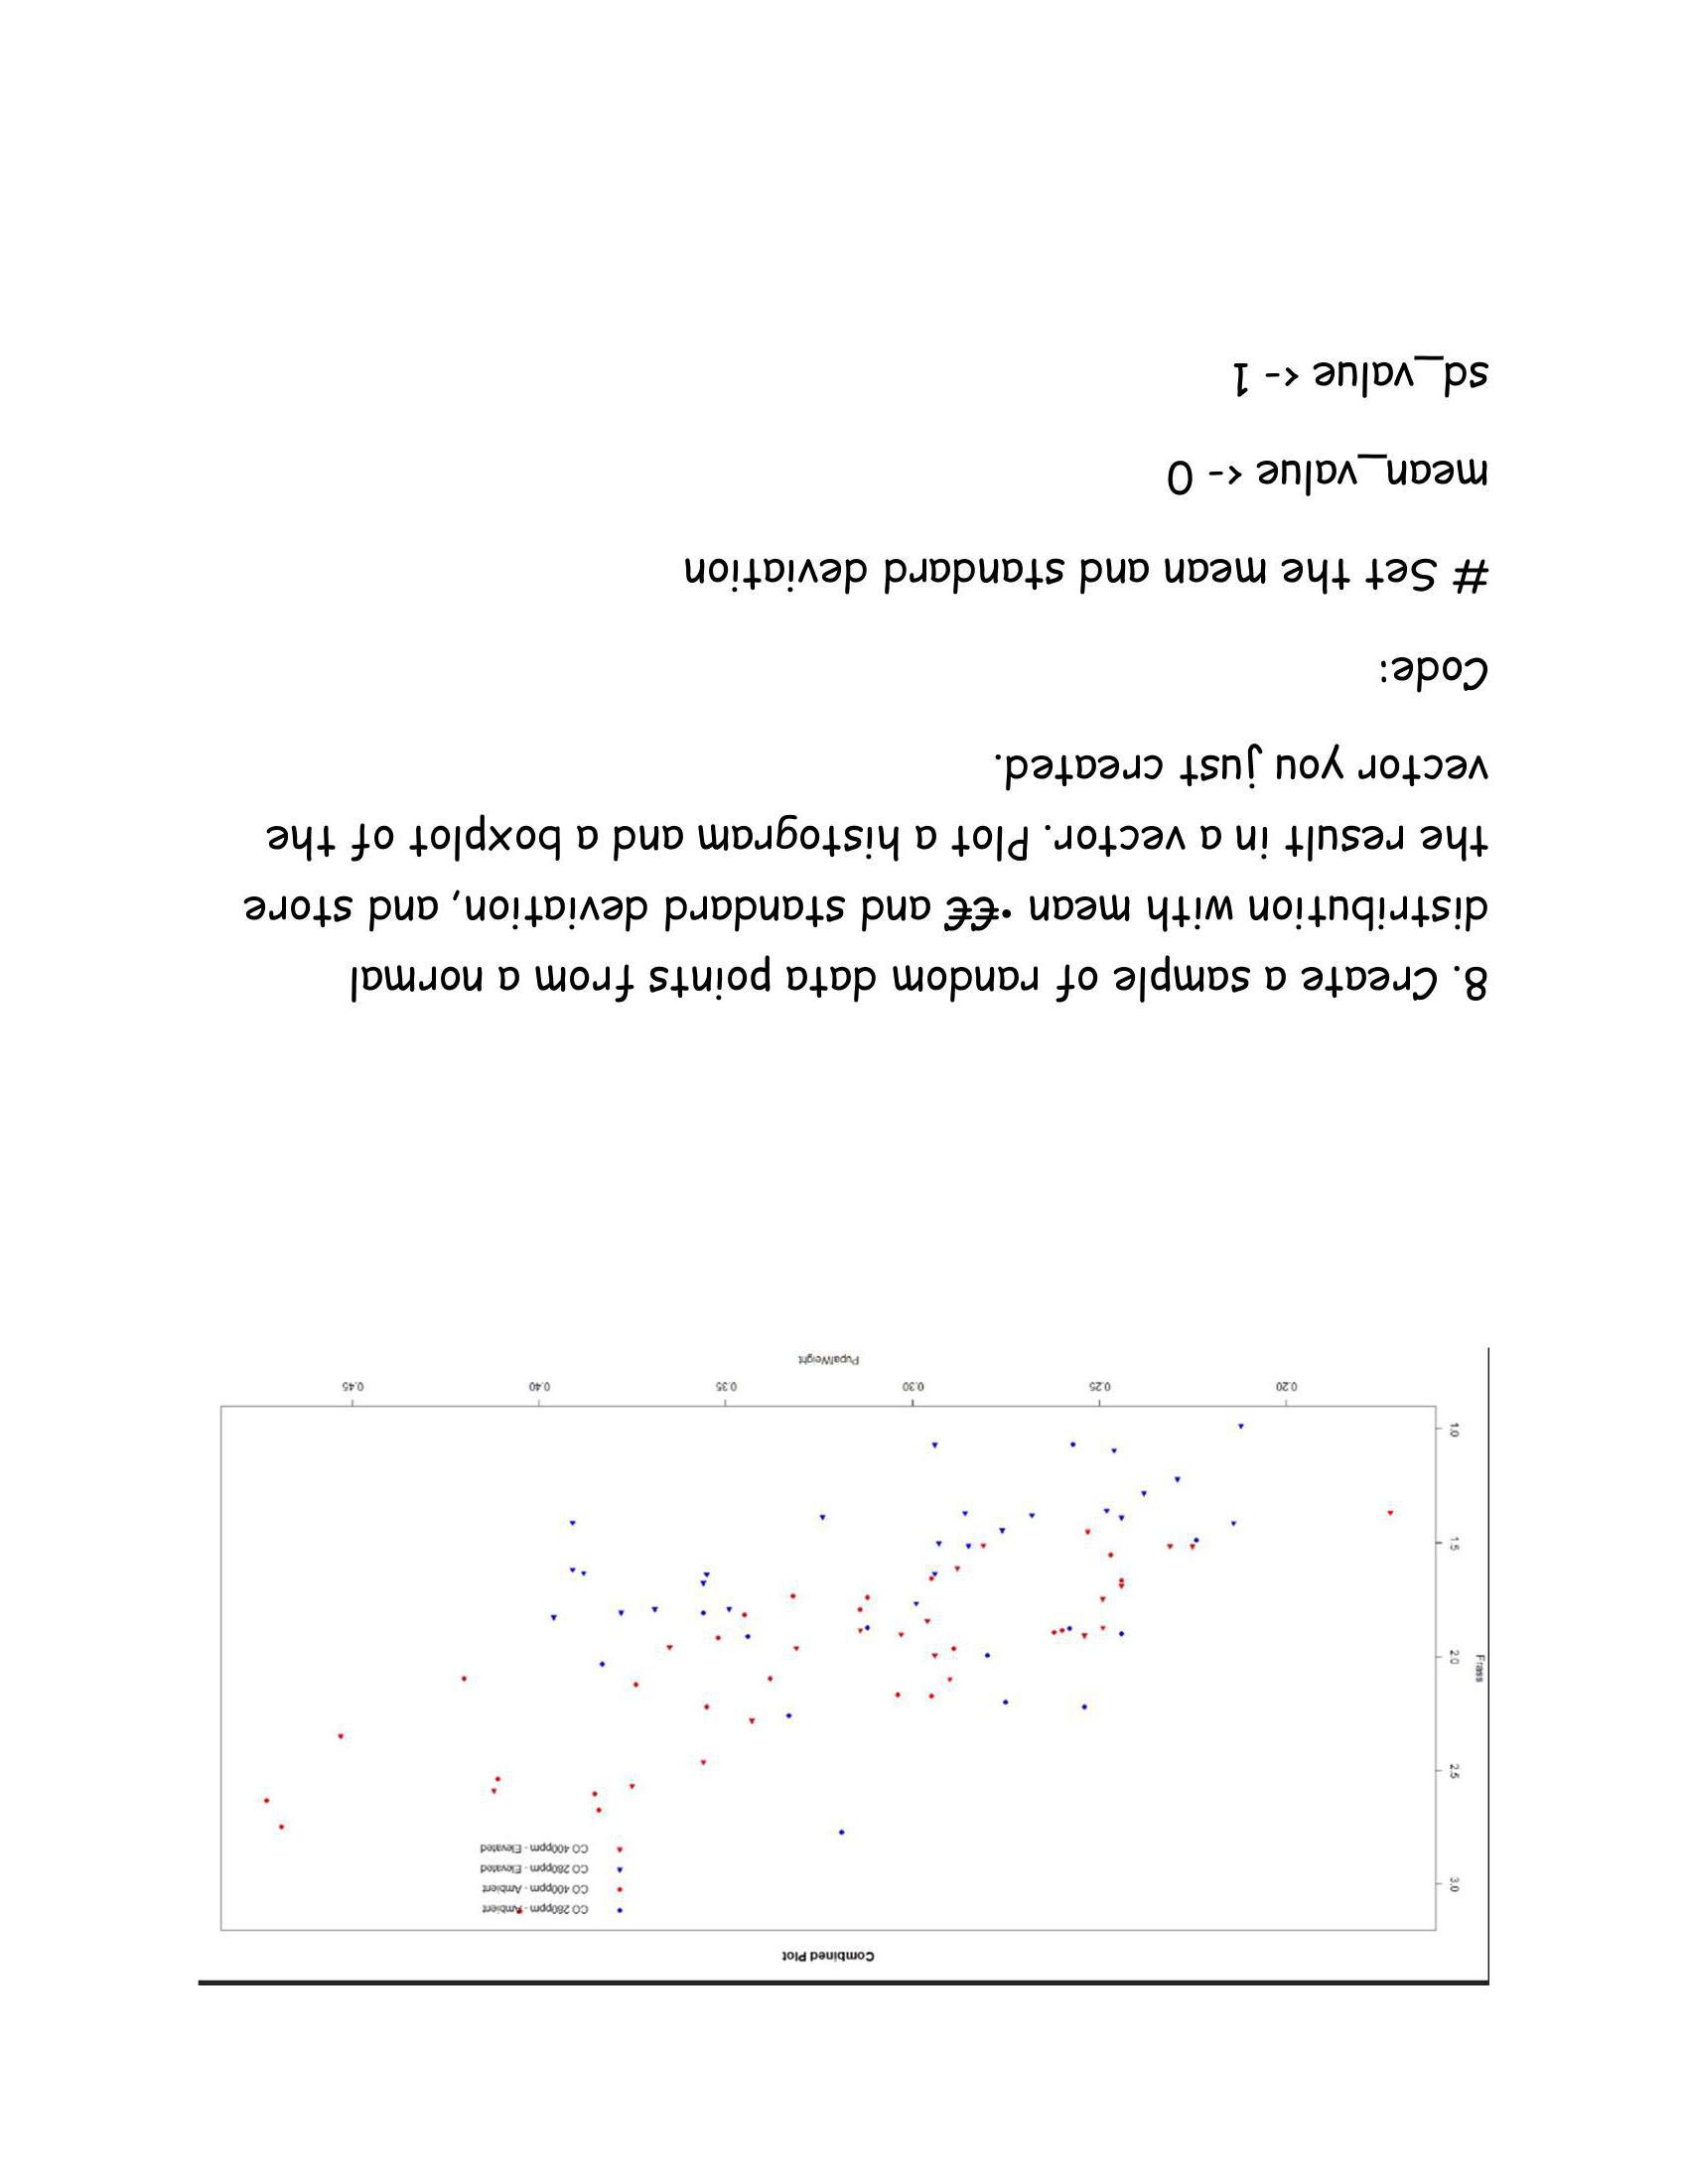 Combined Plot
CO 280ppm - Ambient
CO 400ppm - Ambient
CO 280ppm - Elevated
CO 400ppm - Elevated
Frass
3.0
2.5
2.0
1.5
1.0
0.20
0.25
0.30
0.35
0.40
0.45
PupalWeight
8. Create a sample of random data points from a normal
distribution with mean •€€ and standard deviation, and store
the result in a vector. Plot a histogram and a boxplot of the
vector you just created.
Code:
# Set the mean and standard deviation
mean_value <- 0
sd_value <- 1